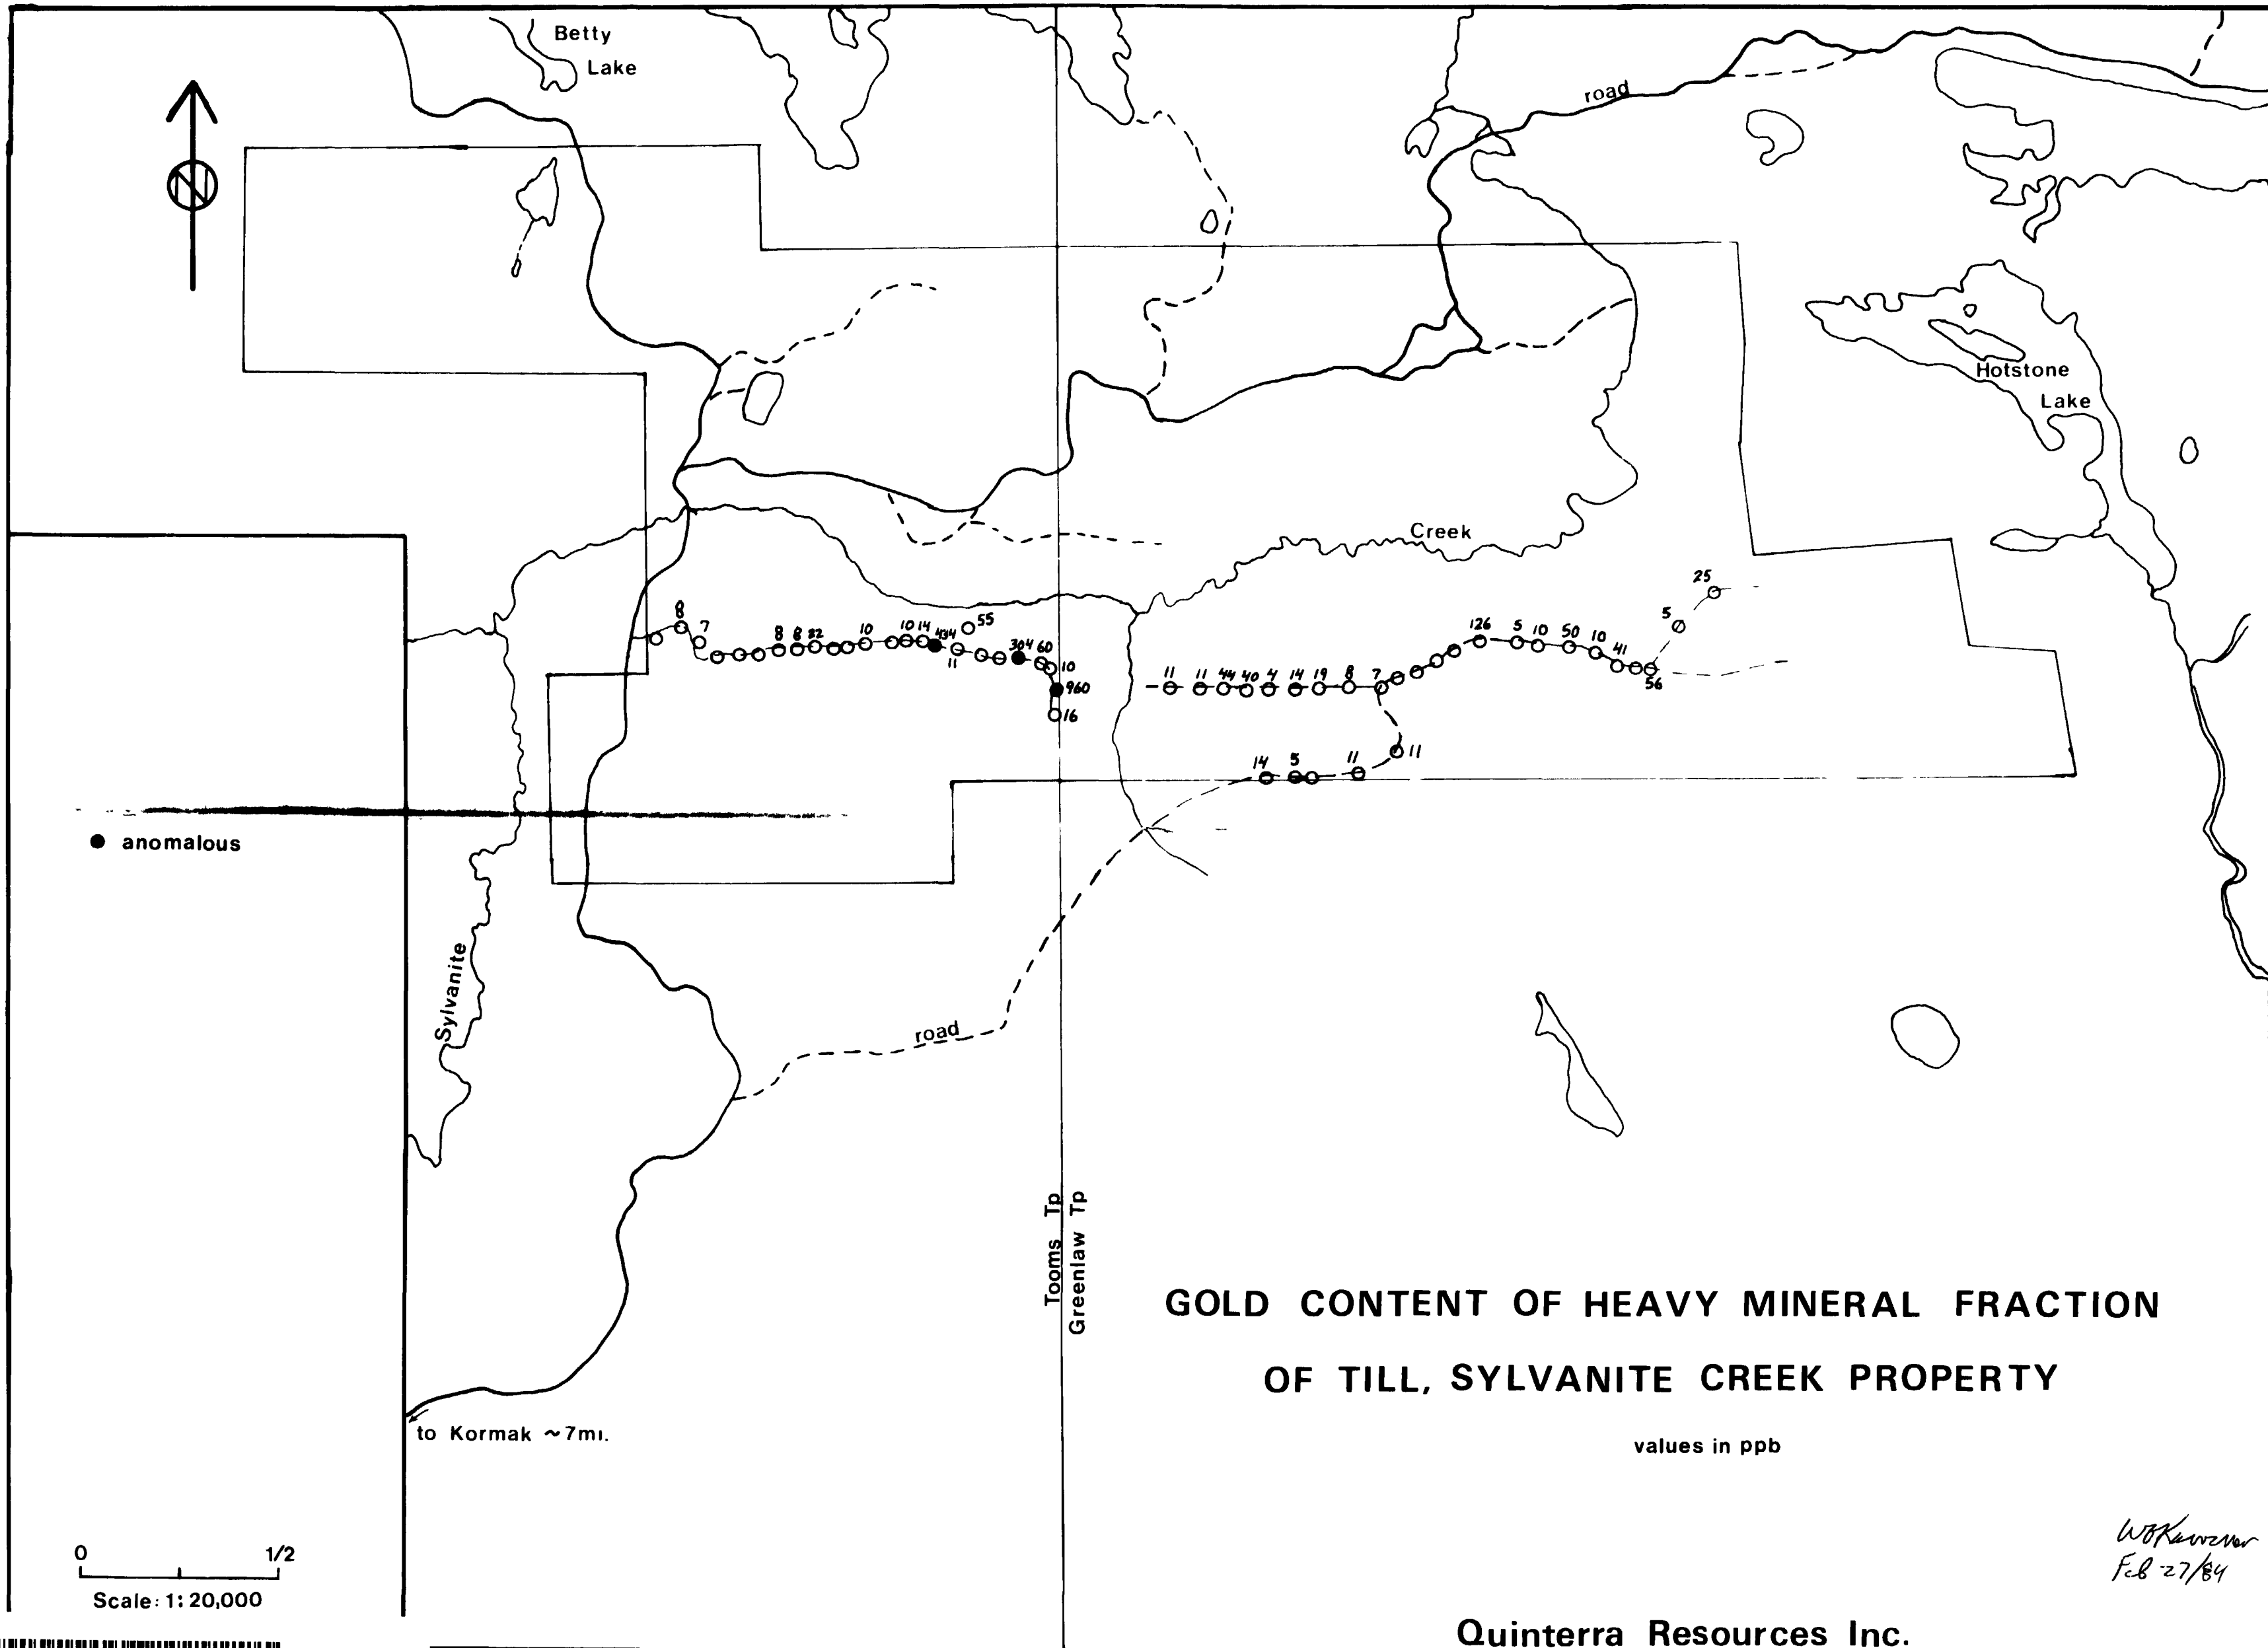 Betty
Lake
road
Hotstone
Lake
Creek
25
5
8
7
8 8 22
10
10 14
434
11
55
304 60
10
960
16
11 11 44 40 4 14 19 8 7
126 5 10 50 10
41
56
14 5 11 11
● anomalous
Sylvanite
road
Tooms Tp
Greenlaw Tp
GOLD CONTENT OF HEAVY MINERAL FRACTION
OF TILL, SYLVANITE CREEK PROPERTY
values in ppb
to Kormak ~7mi.
0 1/2
Scale: 1:20,000
Feb 27/84
Quinterra Resources Inc.
N